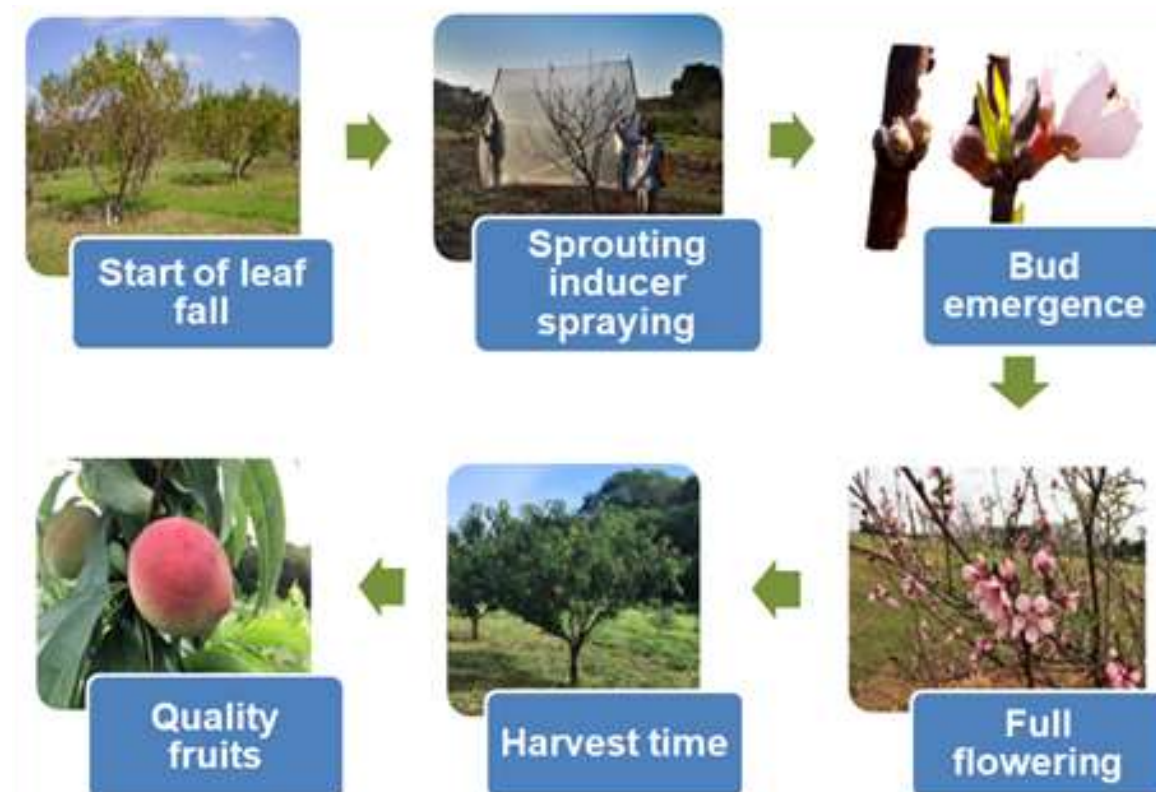 Start of leaf
fall
Sprouting
inducer
spraying
Bud
emergence
Full
flowering
Harvest time
Quality
fruits